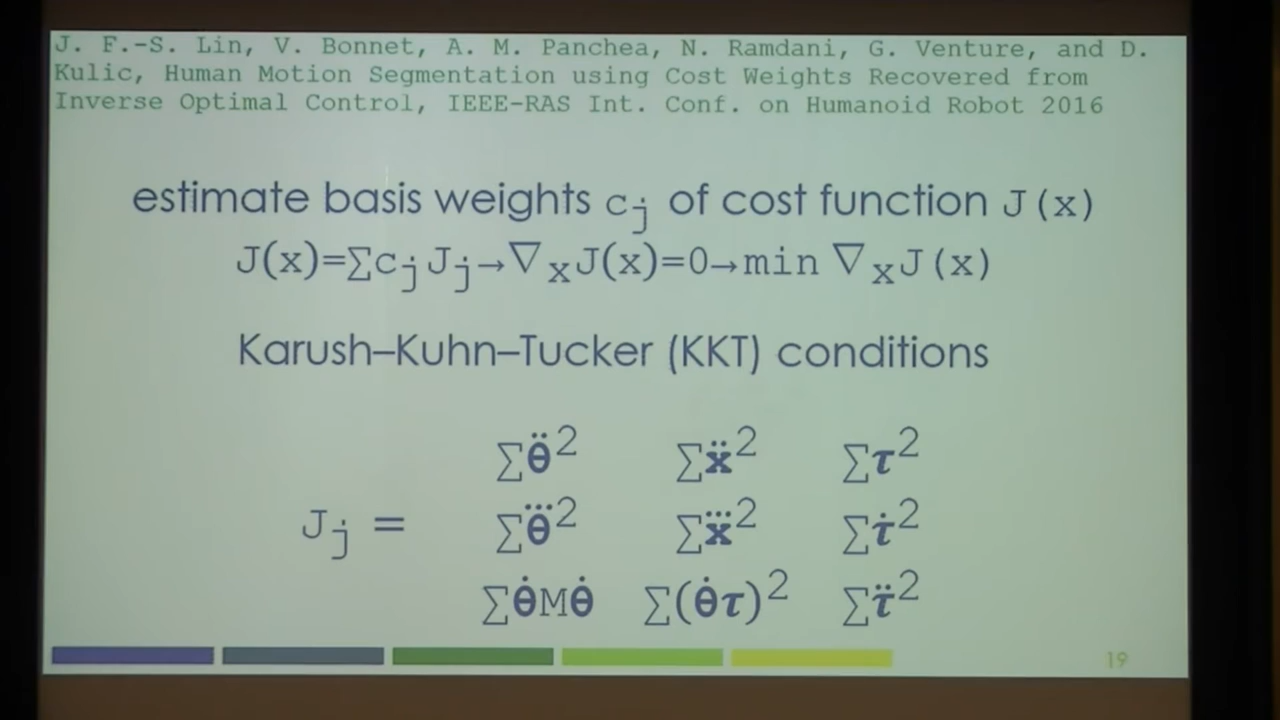 J. F.-S. Lin, V. Bonnet, A. M. Panchea, N. Ramdani, G. Venture, and D.
Kulic, Human Motion Segmentation using Cost Weights Recovered from
Inverse Optimal Control, IEEE-RAS Int. Conf. on Humanoid Robot 2016
estimate basis weights cⱼ of cost function J(x)
J(x)=∑cⱼJⱼ→∇ₓJ(x)=0→min ∇ₓJ(x)
Karush–Kuhn–Tucker (KKT) conditions
∑θ̈² ∑ẍ² ∑τ²
Jⱼ = ∑θ⃛² ∑x⃛² ∑τ̇²
∑θ̇Mθ̇ ∑(θ̇τ)² ∑τ̈²
19